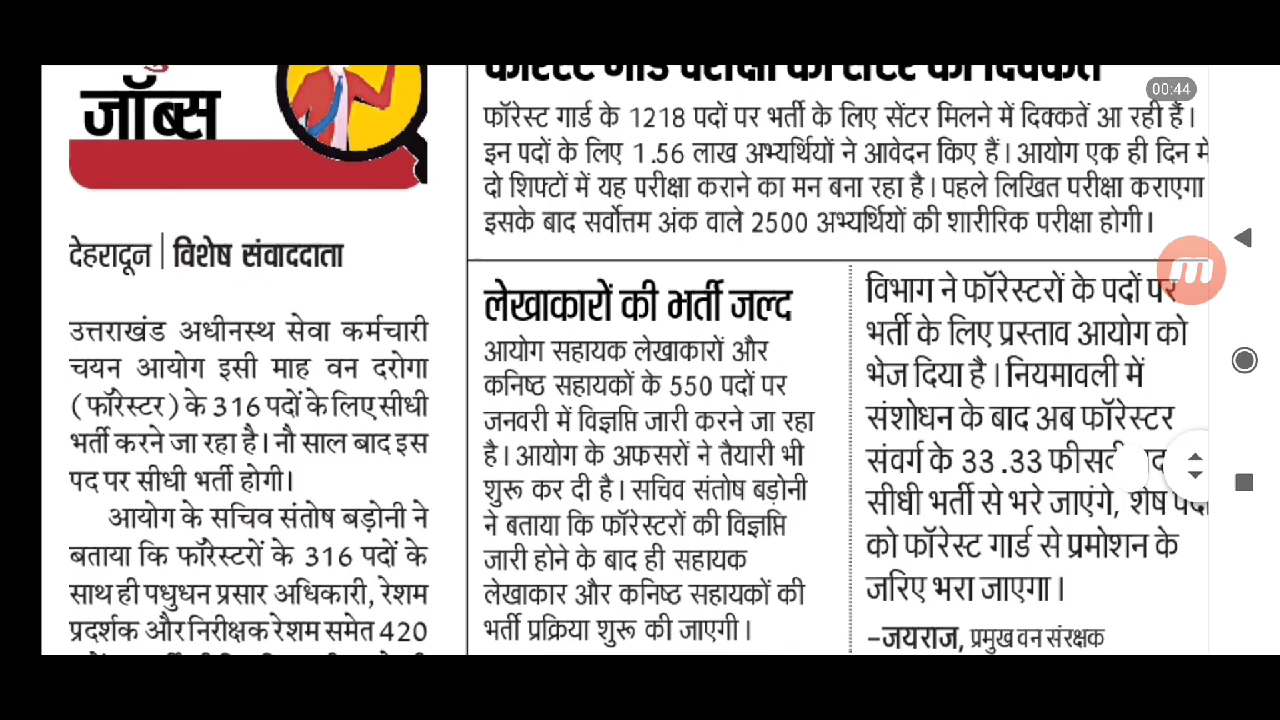 जॉब्स
देहरादून | विशेष संवाददाता
उत्तराखंड अधीनस्थ सेवा कर्मचारी
चयन आयोग इसी माह वन दरोगा
(फॉरेस्टर) के 316 पदों के लिए सीधी
भर्ती करने जा रहा है। नौ साल बाद इस
पद पर सीधी भर्ती होगी।
आयोग के सचिव संतोष बड़ोनी ने
बताया कि फॉरेस्टरों के 316 पदों के
साथ ही पधुधन प्रसार अधिकारी, रेशम
प्रदर्शक और निरीक्षक रेशम समेत 420
फॉरेस्ट गार्ड परीक्षा को सेंटर की दिक्कत
फॉरेस्ट गार्ड के 1218 पदों पर भर्ती के लिए सेंटर मिलने में दिक्कतें आ रही हैं।
इन पदों के लिए 1.56 लाख अभ्यर्थियों ने आवेदन किए हैं। आयोग एक ही दिन में
दो शिफ्टों में यह परीक्षा कराने का मन बना रहा है। पहले लिखित परीक्षा कराएगा
इसके बाद सर्वोत्तम अंक वाले 2500 अभ्यर्थियों की शारीरिक परीक्षा होगी।
लेखाकारों की भर्ती जल्द
आयोग सहायक लेखाकारों और
कनिष्ठ सहायकों के 550 पदों पर
जनवरी में विज्ञप्ति जारी करने जा रहा
है। आयोग के अफसरों ने तैयारी भी
शुरू कर दी है। सचिव संतोष बड़ोनी
ने बताया कि फॉरेस्टरों की विज्ञप्ति
जारी होने के बाद ही सहायक
लेखाकार और कनिष्ठ सहायकों की
भर्ती प्रक्रिया शुरू की जाएगी।
विभाग ने फॉरेस्टरों के पदों पर
भर्ती के लिए प्रस्ताव आयोग को
भेज दिया है। नियमावली में
संशोधन के बाद अब फॉरेस्टर
संवर्ग के 33.33 फीसदी
सीधी भर्ती से भरे जाएंगे, शेष पदों
को फॉरेस्ट गार्ड से प्रमोशन के
जरिए भरा जाएगा।
–जयराज, प्रमुख वन संरक्षक
00:44